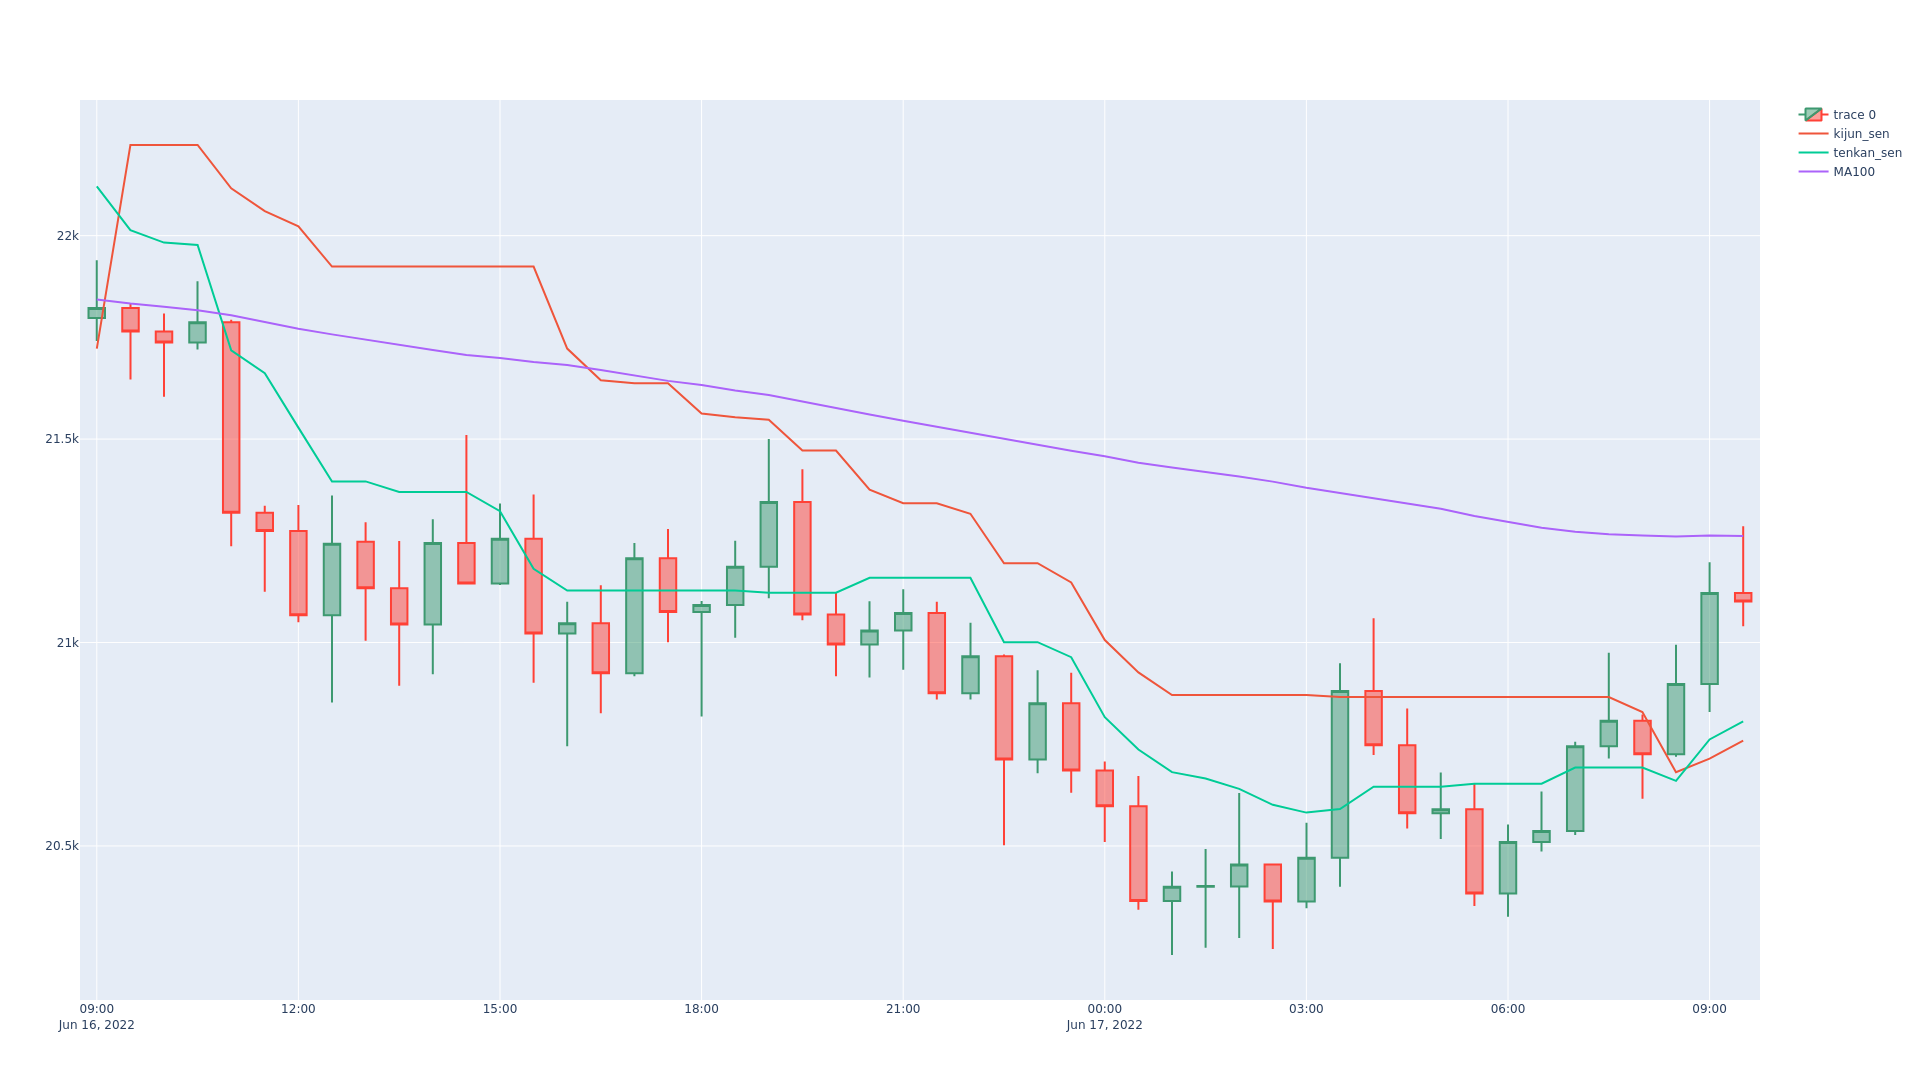 trace 0
kijun_sen
tenkan_sen
MA100
22k
21.5k
21k
20.5k
09:00 12:00 15:00 18:00 21:00 00:00 03:00 06:00 09:00
Jun 16, 2022 Jun 17, 2022